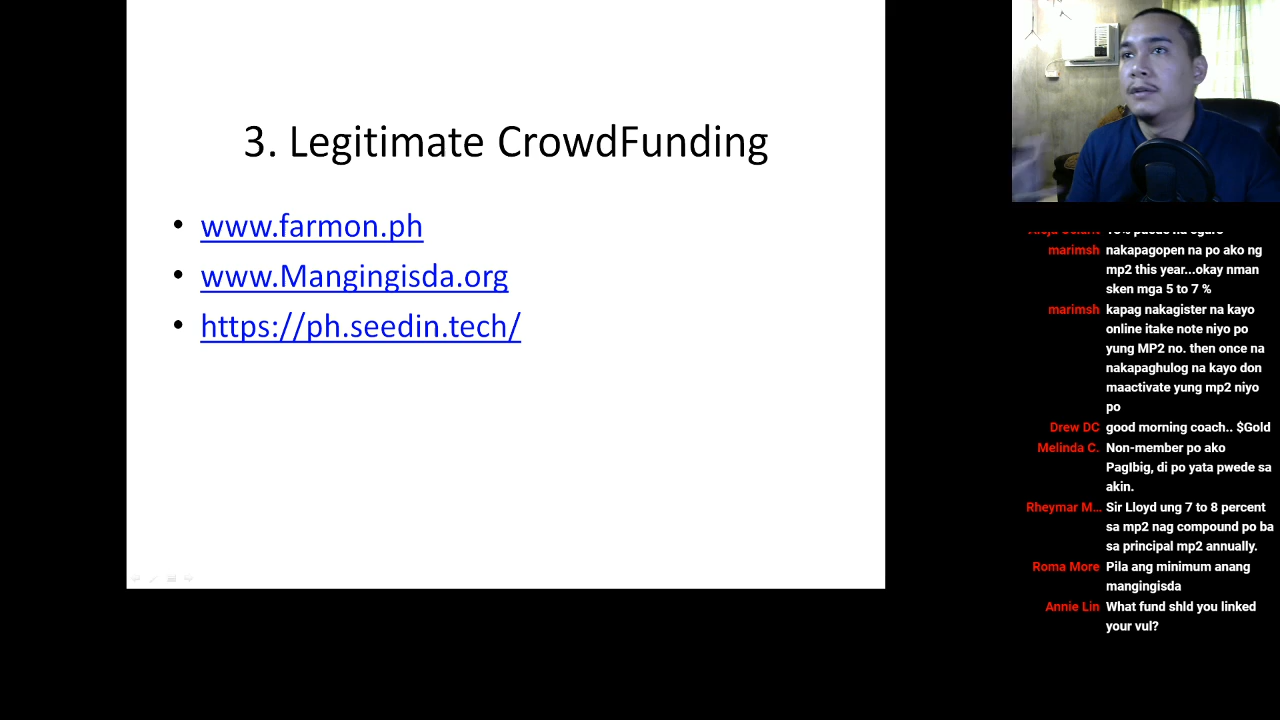 3. Legitimate CrowdFunding
• www.farmon.ph
• www.Mangingisda.org
• https://ph.seedin.tech/
marimsh nakapagopen na po ako ng
mp2 this year...okay nman
sken mga 5 to 7 %
marimsh kapag nakagister na kayo
online itake note niyo po
yung MP2 no. then once na
nakapaghulog na kayo don
maactivate yung mp2 niyo
po
Drew DC good morning coach.. $Gold
Melinda C. Non-member po ako
PagIbig, di po yata pwede sa
akin.
Rheymar M... Sir Lloyd ung 7 to 8 percent
sa mp2 nag compound po ba
sa principal mp2 annually.
Roma More Pila ang minimum anang
mangingisda
Annie Lin What fund shld you linked
your vul?